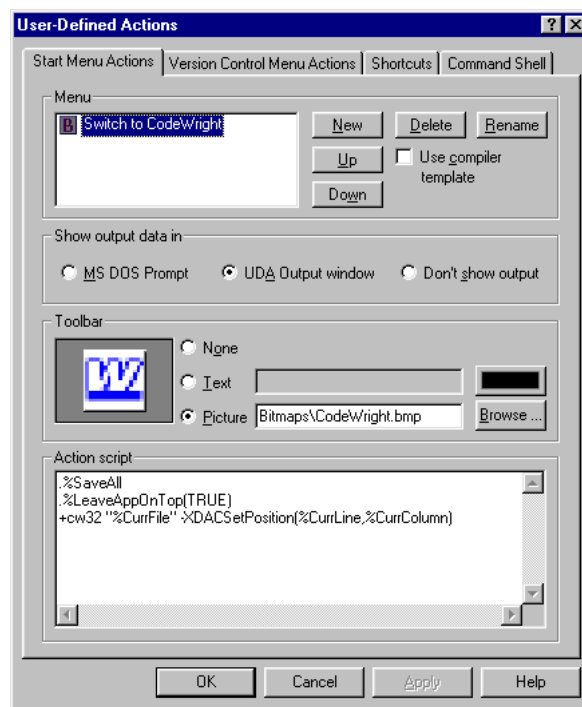 User-Defined Actions
Start Menu Actions Version Control Menu Actions Shortcuts Command Shell
Menu
Switch to CodeWright
New Delete Rename
Up Use compiler
template
Down
Show output data in
MS DOS Prompt UDA Output window Don't show output
Toolbar
None
W
Text
Picture Bitmaps\CodeWright.bmp Browse ...
Action script
.%SaveAll
.%LeaveAppOnTop(TRUE)
+cw32 "%CurrFile" -XDACSetPosition(%CurrLine,%CurrColumn)
OK Cancel Apply Help